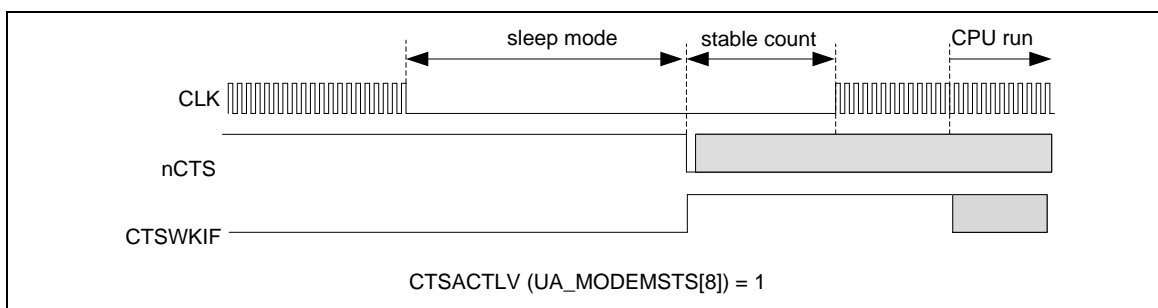 sleep mode stable count CPU run
CLK
nCTS
CTSWKIF
CTSACTLV (UA_MODEMSTS[8]) = 1